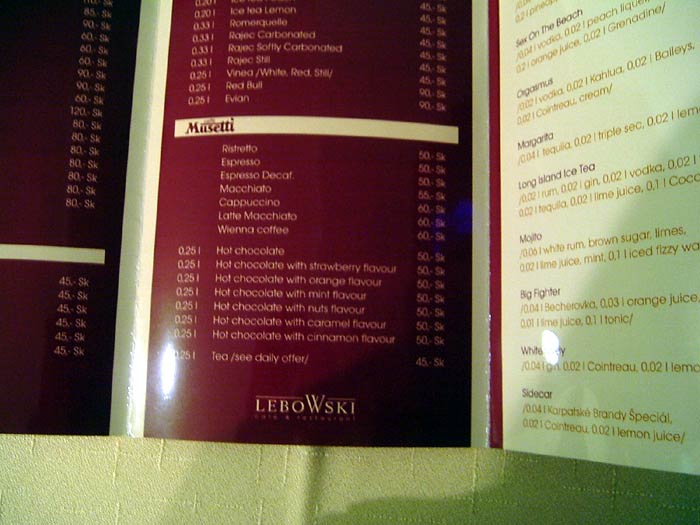 70,- Sk
85,- Sk
90,- Sk
60,- Sk
60,- Sk
60,- Sk
90,- Sk
90,- Sk
60,- Sk
120,- Sk
80,- Sk
80,- Sk
80,- Sk
80,- Sk
80,- Sk
80,- Sk
45,- Sk
45,- Sk
45,- Sk
45,- Sk
45,- Sk
45,- Sk
0,20 l
0,20 l Ice tea Lemon 45,- Sk
0,33 l Romerquelle 45,- Sk
0,33 l Rajec Carbonated 45,- Sk
0,33 l Rajec Softly Carbonated 45,- Sk
0,33 l Rajec Still 45,- Sk
0,25 l Vinea /White, Red, Still/ 45,- Sk
0,25 l Red Bull 90,- Sk
0,25 l Evian 90,- Sk
Musetti
Ristretto 50,- Sk
Espresso 50,- Sk
Espresso Decaf. 50,- Sk
Macchiato 55,- Sk
Cappuccino 60,- Sk
Latte Macchiato 60,- Sk
Wienna coffee 60,- Sk
0,25 l Hot chocolate 50,- Sk
0,25 l Hot chocolate with strawberry flavour 50,- Sk
0,25 l Hot chocolate with orange flavour 50,- Sk
0,25 l Hot chocolate with mint flavour 50,- Sk
0,25 l Hot chocolate with nuts flavour 50,- Sk
0,25 l Hot chocolate with caramel flavour 50,- Sk
0,25 l Hot chocolate with cinnamon flavour 50,- Sk
0,25 l Tea /see daily offer/ 45,- Sk
LEBOWSKI
café & restaurant
0,2 l
Sex On The Beach
/0,04 l vodka, 0,02 l peach
0,2 l orange juice, 0,02 l Grenadine/
Orgasmus
/0,02 l vodka, 0,02 l Kahlua, 0,02 l Baileys,
0,02 l Cointreau, cream/
Margarita
/0,04 l tequila, 0,02 l triple sec, 0,02 l
Long Island Ice Tea
/0,02 l rum, 0,02 l gin, 0,02 l vodka, 0,02 l
0,02 l tequila, 0,02 l lime juice, 0,1 l
Mojito
/0,06 l white rum, brown sugar, limes,
0,02 l lime juice, mint, 0,1 l iced fizzy
Big Fighter
/0,04 l Becherovka, 0,03 l orange juice
0,01 l lime juice, 0,1 l tonic/
White
/0,04 l gin, 0,02 l Cointreau, 0,02 l
Sidecar
/0,04 l Karpatské Brandy Špeciál,
0,02 l Cointreau, 0,02 l lemon juice/